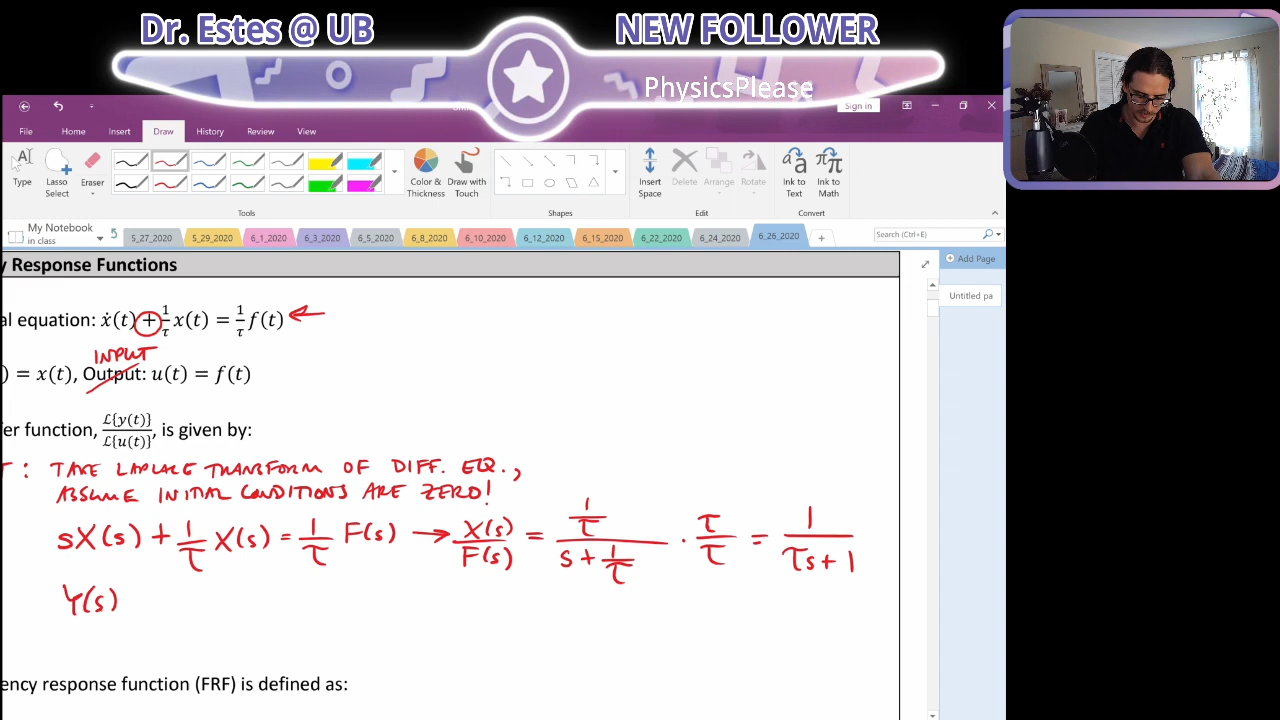 Dr. Estes @ UB
NEW FOLLOWER
PhysicsPlease
Sign in
File Home Insert Draw History Review View
Type Lasso Select Eraser Color & Thickness Draw with Touch Insert Space Delete Arrange Rotate Ink to Text Ink to Math
Tools Shapes Edit Convert
My Notebook
in class
5_27_2020 5_29_2020 6_1_2020 6_3_2020 6_5_2020 6_8_2020 6_10_2020 6_12_2020 6_15_2020 6_22_2020 6_24_2020 6_26_2020
Search (Ctrl+E)
Add Page
Untitled pa
y Response Functions
al equation: ẋ(t) + 1/τ x(t) = 1/τ f(t) ←
INPUT
) = x(t), Output: u(t) = f(t)
fer function, ℒ{y(t)}/ℒ{u(t)}, is given by:
T : TAKE LAPLACE TRANSFORM OF DIFF. EQ.,
ASSUME INITIAL CONDITIONS ARE ZERO!
sX(s) + 1/τ X(s) = 1/τ F(s) → X(s)/F(s) = (1/τ)/(s + 1/τ) · τ/τ = 1/(τs + 1)
Y(s)
ency response function (FRF) is defined as: